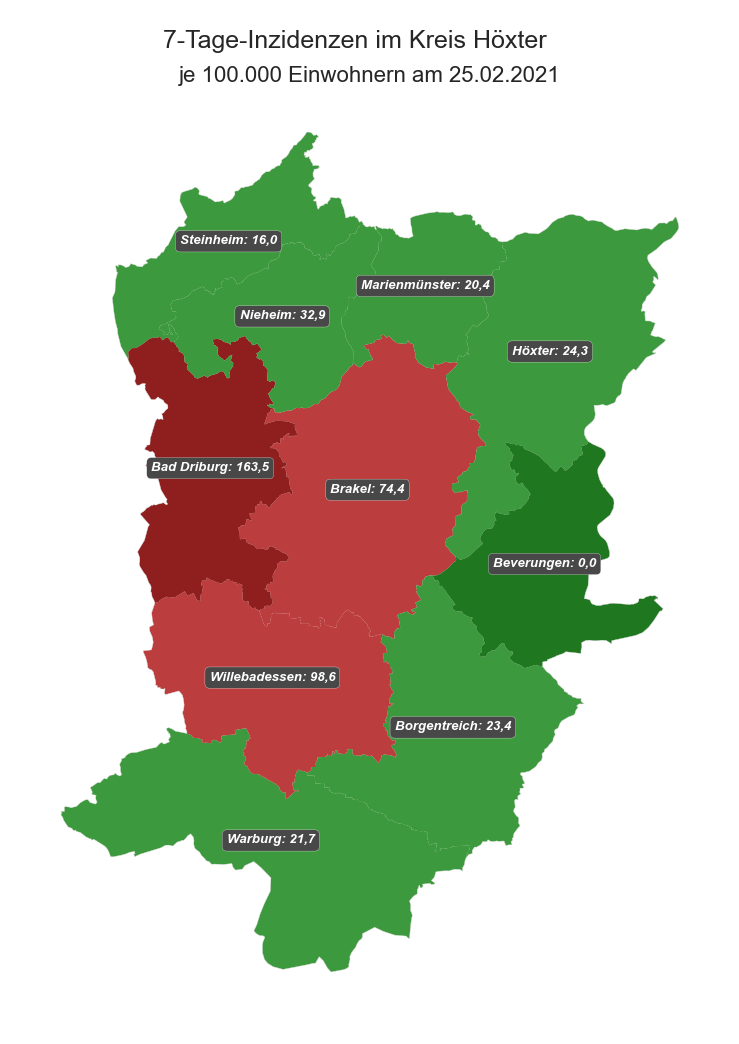 7-Tage-Inzidenzen im Kreis Höxter
je 100.000 Einwohnern am 25.02.2021
Steinheim: 16,0
Marienmünster: 20,4
Nieheim: 32,9
Höxter: 24,3
Bad Driburg: 163,5
Brakel: 74,4
Beverungen: 0,0
Willebadessen: 98,6
Borgentreich: 23,4
Warburg: 21,7